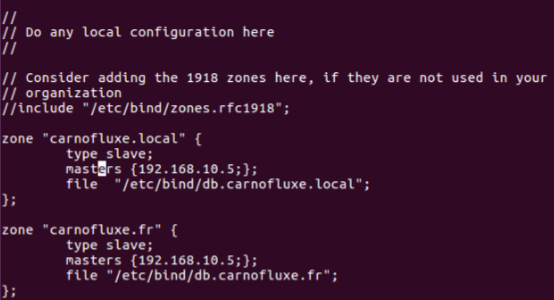 //
// Do any local configuration here
//
// Consider adding the 1918 zones here, if they are not used in your
// organization
//include "/etc/bind/zones.rfc1918";
zone "carnofluxe.local" {
type slave;
masters {192.168.10.5;};
file  "/etc/bind/db.carnofluxe.local";
};
zone "carnofluxe.fr" {
type slave;
masters {192.168.10.5;};
file "/etc/bind/db.carnofluxe.fr";
};